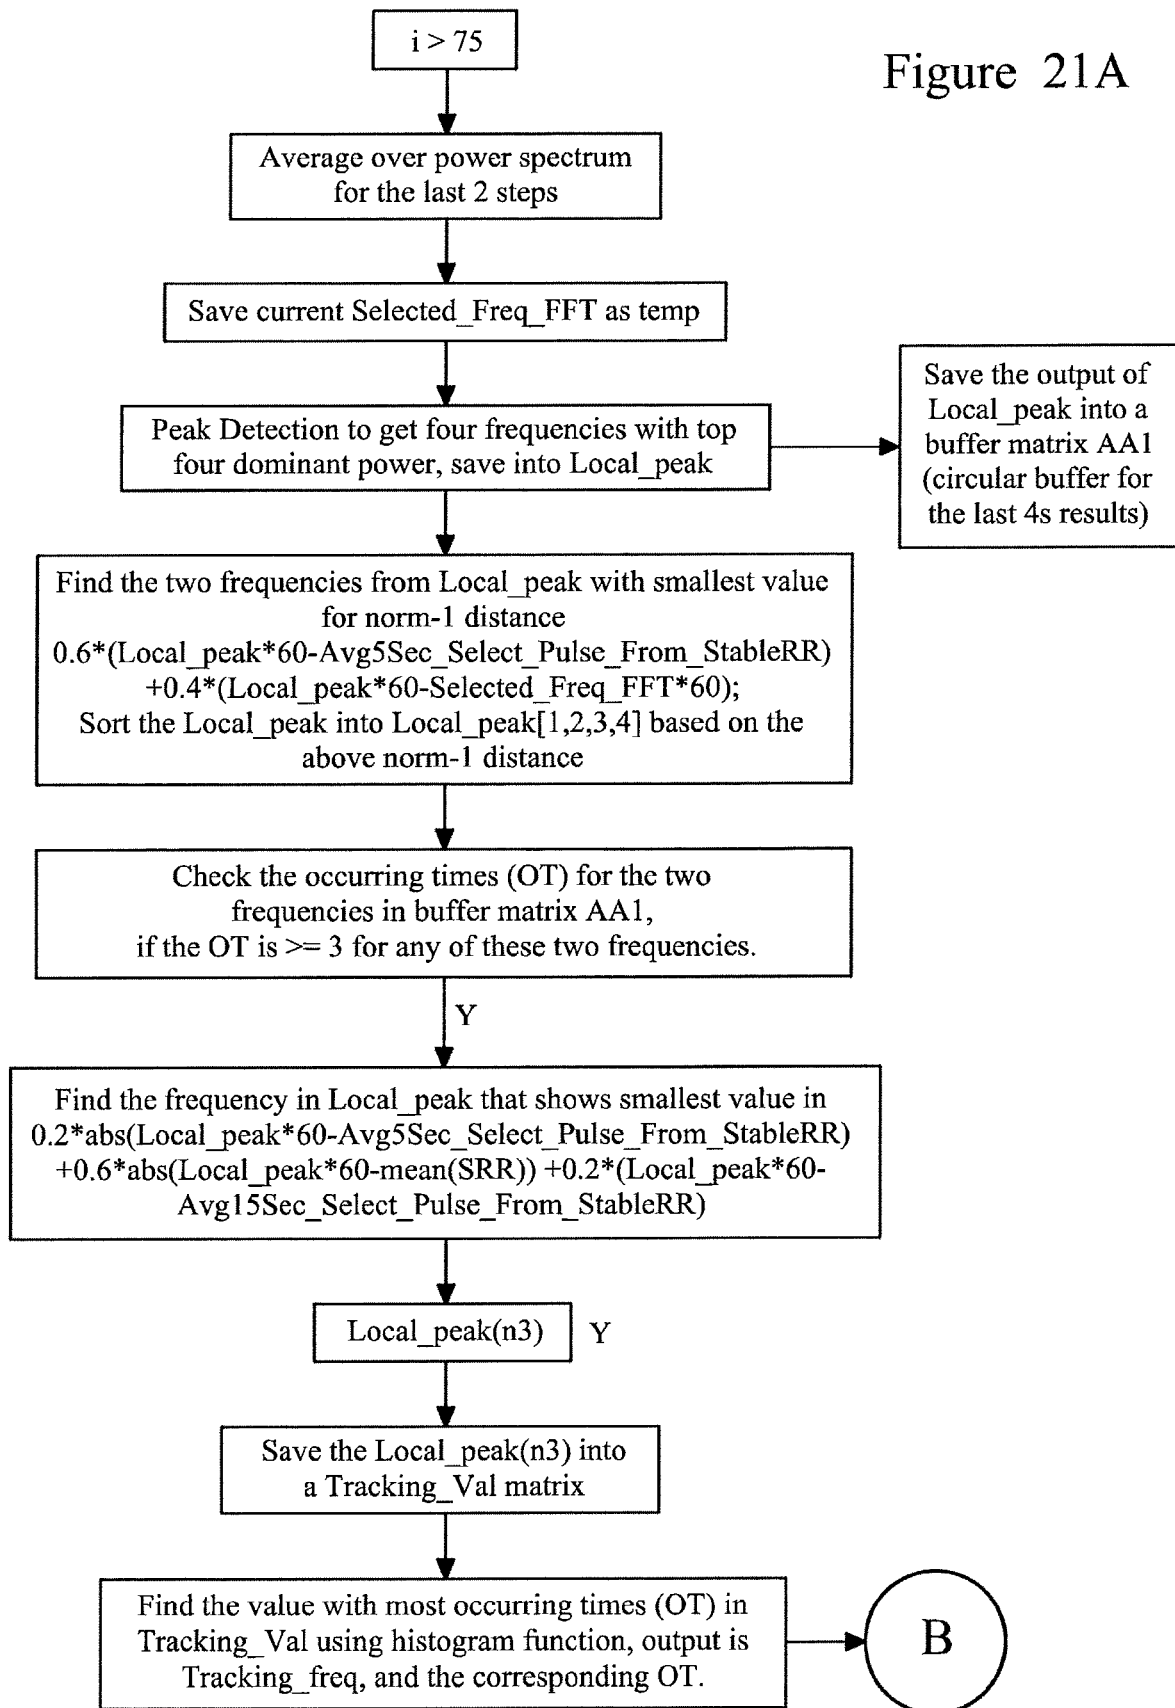 i > 75
Figure 21A
Average over power spectrum
for the last 2 steps
Save current Selected_Freq_FFT as temp
Peak Detection to get four frequencies with top
four dominant power, save into Local_peak
Save the output of
Local_peak into a
buffer matrix AA1
(circular buffer for
the last 4s results)
Find the two frequencies from Local_peak with smallest value
for norm-1 distance
0.6*(Local_peak*60-Avg5Sec_Select_Pulse_From_StableRR)
+0.4*(Local_peak*60-Selected_Freq_FFT*60);
Sort the Local_peak into Local_peak[1,2,3,4] based on the
above norm-1 distance
Check the occurring times (OT) for the two
frequencies in buffer matrix AA1,
if the OT is >= 3 for any of these two frequencies.
Y
Find the frequency in Local_peak that shows smallest value in
0.2*abs(Local_peak*60-Avg5Sec_Select_Pulse_From_StableRR)
+0.6*abs(Local_peak*60-mean(SRR)) +0.2*(Local_peak*60-
Avg15Sec_Select_Pulse_From_StableRR)
Local_peak(n3)
Y
Save the Local_peak(n3) into
a Tracking_Val matrix
Find the value with most occurring times (OT) in
Tracking_Val using histogram function, output is
Tracking_freq, and the corresponding OT.
B